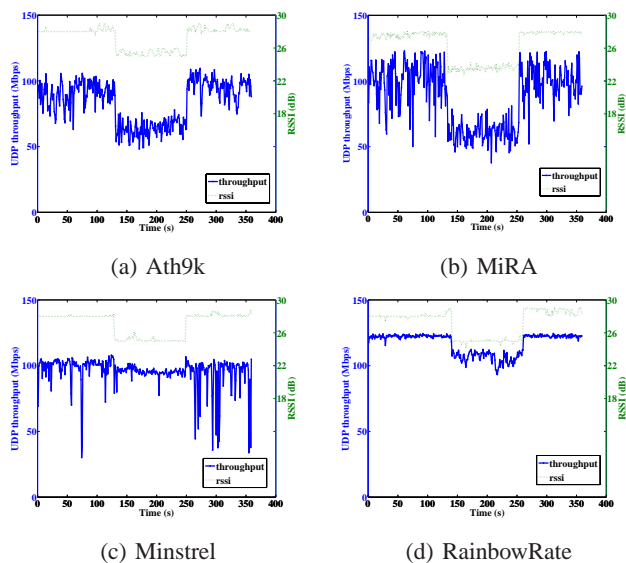 150
100
50
0
UDP throughput (Mbps)
30
26
22
18
RSSI (dB)
throughput
rssi
0 50 100 150 200 250 300 350 400
Time (s)
(a) Ath9k
150
100
50
0
UDP throughput (Mbps)
30
26
22
18
RSSI (dB)
throughput
rssi
0 50 100 150 200 250 300 350 400
Time (s)
(b) MiRA
150
100
50
0
UDP throughput (Mbps)
30
26
22
18
RSSI (dB)
throughput
rssi
0 50 100 150 200 250 300 350 400
Time (s)
(c) Minstrel
150
100
50
0
UDP throughput (Mbps)
30
26
22
18
RSSI (dB)
throughput
rssi
0 50 100 150 200 250 300 350 400
Time (s)
(d) RainbowRate